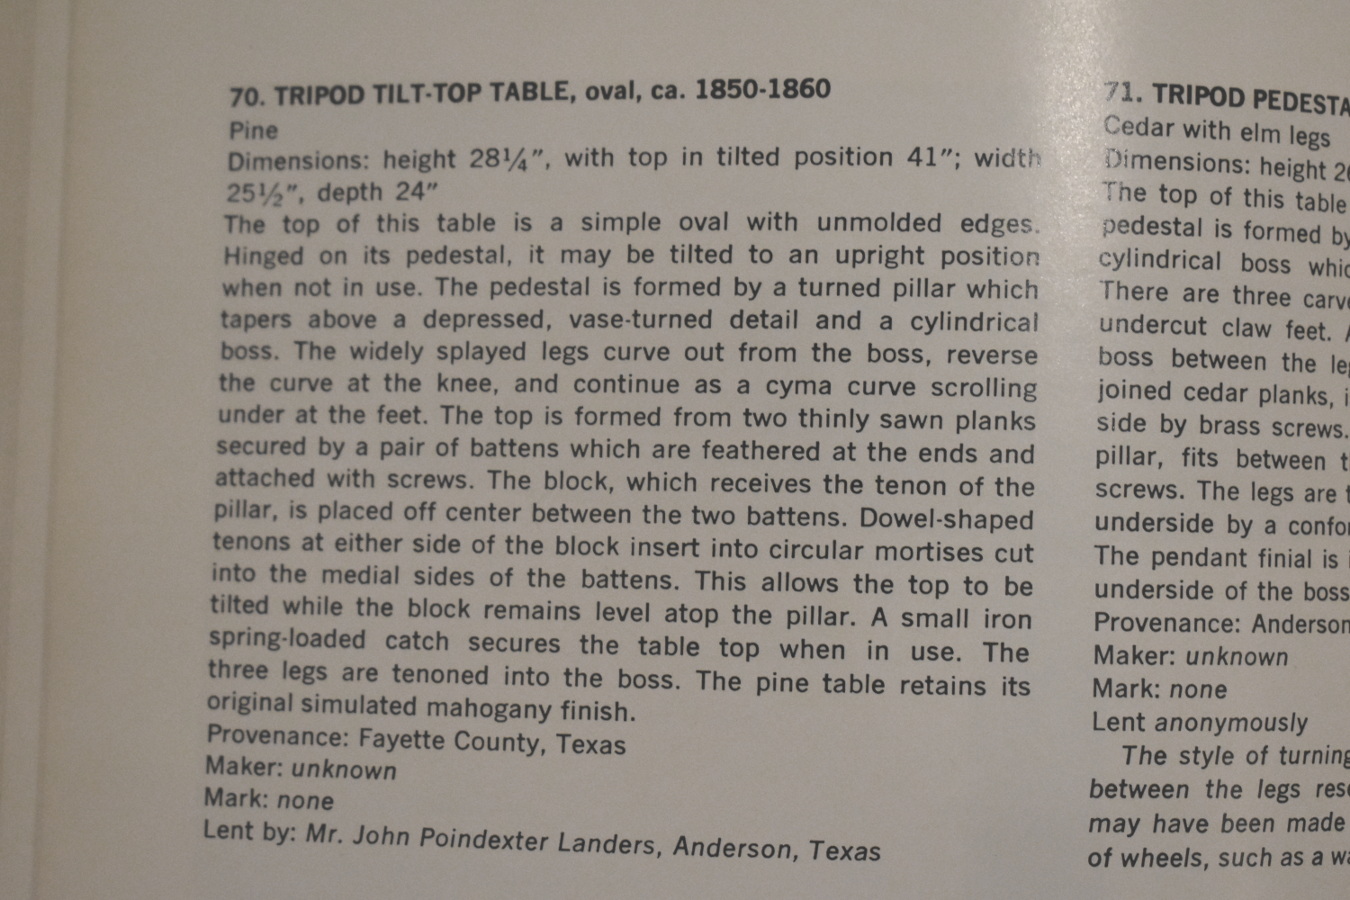 70. TRIPOD TILT-TOP TABLE, oval, ca. 1850-1860
Pine
Dimensions: height 28¼″, with top in tilted position 41″; width
25½″, depth 24″
The top of this table is a simple oval with unmolded edges.
Hinged on its pedestal, it may be tilted to an upright position
when not in use. The pedestal is formed by a turned pillar which
tapers above a depressed, vase-turned detail and a cylindrical
boss. The widely splayed legs curve out from the boss, reverse
the curve at the knee, and continue as a cyma curve scrolling
under at the feet. The top is formed from two thinly sawn planks
secured by a pair of battens which are feathered at the ends and
attached with screws. The block, which receives the tenon of the
pillar, is placed off center between the two battens. Dowel-shaped
tenons at either side of the block insert into circular mortises cut
into the medial sides of the battens. This allows the top to be
tilted while the block remains level atop the pillar. A small iron
spring-loaded catch secures the table top when in use. The
three legs are tenoned into the boss. The pine table retains its
original simulated mahogany finish.
Provenance: Fayette County, Texas
Maker: unknown
Mark: none
Lent by: Mr. John Poindexter Landers, Anderson, Texas
71. TRIPOD
Cedar with elm legs
Dimensions: height
The top of this table
pedestal is formed by
cylindrical boss
There are three
undercut claw feet.
boss between the
joined cedar planks,
side by brass screws.
pillar, fits between
screws. The legs are
underside by a
The pendant finial is
underside of the boss
Provenance: Anderson
Maker: unknown
Mark: none
Lent anonymously
The style of turning
between the legs
may have been made
of wheels, such as a